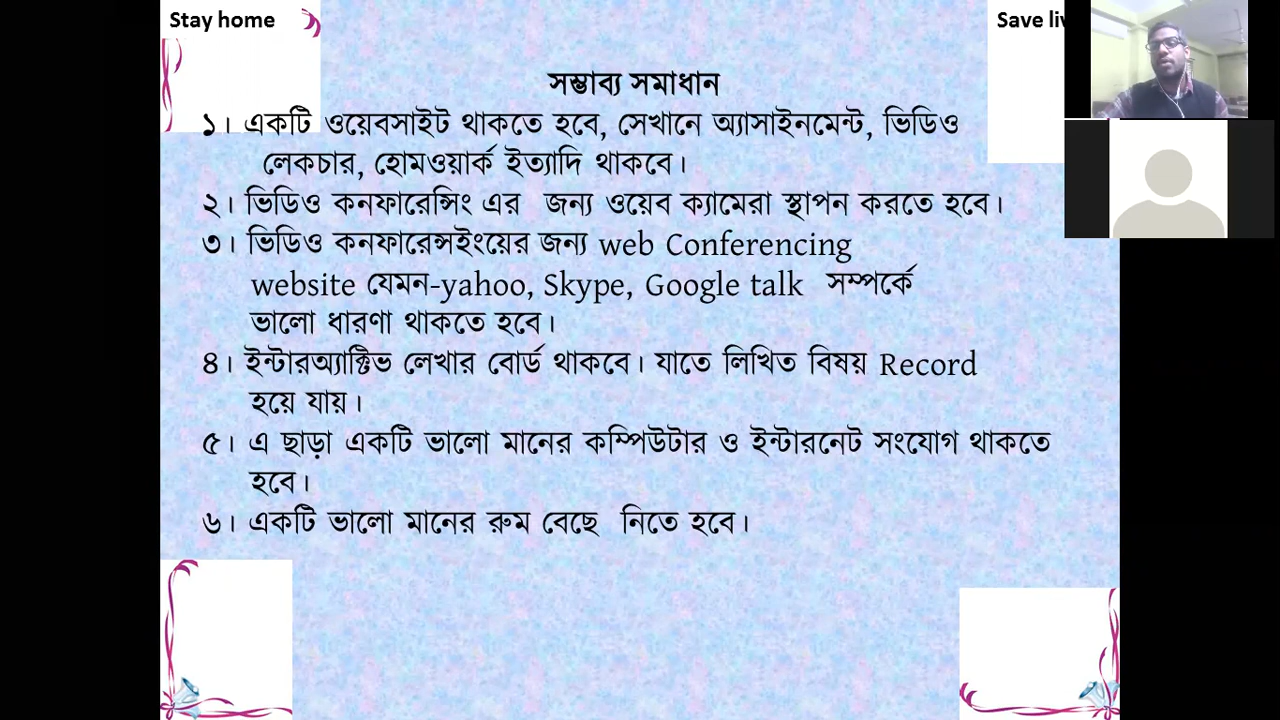 Stay home
Save liv
সম্ভাব্য সমাধান
১। একটি ওয়েবসাইট থাকতে হবে, সেখানে অ্যাসাইনমেন্ট, ভিডিও
লেকচার, হোমওয়ার্ক ইত্যাদি থাকবে।
২। ভিডিও কনফারেন্সিং এর জন্য ওয়েব ক্যামেরা স্থাপন করতে হবে।
৩। ভিডিও কনফারেন্সইংয়ের জন্য web Conferencing
website যেমন-yahoo, Skype, Google talk সম্পর্কে
ভালো ধারণা থাকতে হবে।
৪। ইন্টারঅ্যাক্টিভ লেখার বোর্ড থাকবে। যাতে লিখিত বিষয় Record
হয়ে যায়।
৫। এ ছাড়া একটি ভালো মানের কম্পিউটার ও ইন্টারনেট সংযোগ থাকতে
হবে।
৬। একটি ভালো মানের রুম বেছে নিতে হবে।